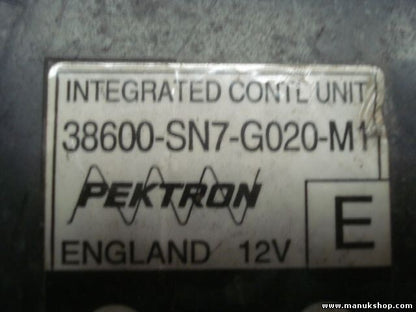 INTEGRATED CONTL UNIT
38600-SN7-G020-M1
PEKTRON
E
ENGLAND 12V
www.manukshop.com